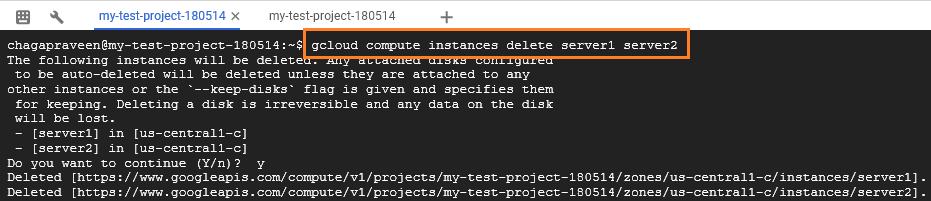 my-test-project-180514 × my-test-project-180514 +
chagapraveen@my-test-project-180514:~$ gcloud compute instances delete server1 server2
The following instances will be deleted. Any attached disks configured
 to be auto-deleted will be deleted unless they are attached to any
other instances or the `--keep-disks` flag is given and specifies them
 for keeping. Deleting a disk is irreversible and any data on the disk
 will be lost.
 - [server1] in [us-central1-c]
 - [server2] in [us-central1-c]
Do you want to continue (Y/n)?  y
Deleted [https://www.googleapis.com/compute/v1/projects/my-test-project-180514/zones/us-central1-c/instances/server1].
Deleted [https://www.googleapis.com/compute/v1/projects/my-test-project-180514/zones/us-central1-c/instances/server2].